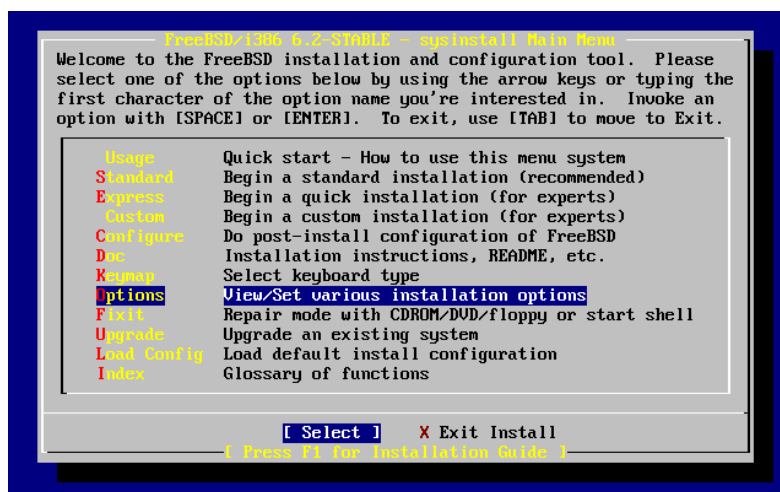 FreeBSD/i386 6.2-STABLE - sysinstall Main Menu
Welcome to the FreeBSD installation and configuration tool.  Please
select one of the options below by using the arrow keys or typing the
first character of the option name you're interested in.  Invoke an
option with [SPACE] or [ENTER].  To exit, use [TAB] to move to Exit.
Usage Quick start - How to use this menu system
Standard Begin a standard installation (recommended)
Express Begin a quick installation (for experts)
Custom Begin a custom installation (for experts)
Configure Do post-install configuration of FreeBSD
Doc Installation instructions, README, etc.
Keymap Select keyboard type
Options View/Set various installation options
Fixit Repair mode with CDROM/DVD/floppy or start shell
Upgrade Upgrade an existing system
Load Config Load default install configuration
Index Glossary of functions
[ Select ] X Exit Install
[ Press F1 for Installation Guide ]